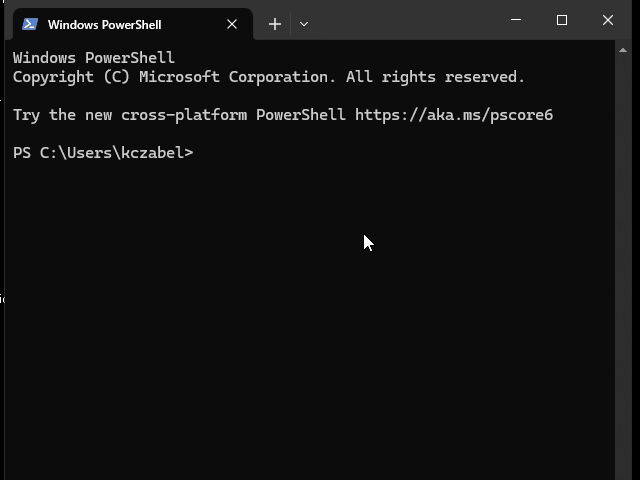 Windows PowerShell
Windows PowerShell
Copyright (C) Microsoft Corporation. All rights reserved.
Try the new cross-platform PowerShell https://aka.ms/pscore6
PS C:\Users\kczabel>